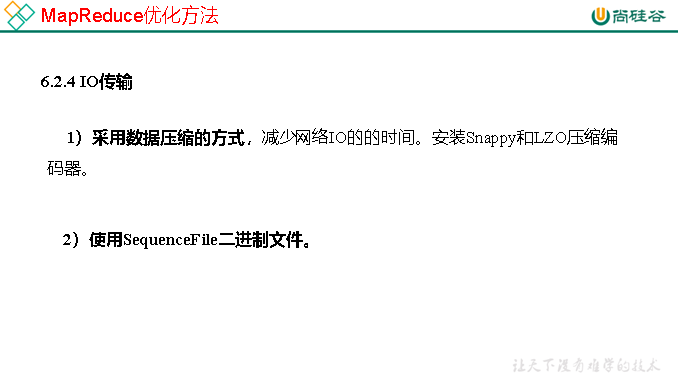 MapReduce优化方法
尚硅谷
6.2.4 IO传输
1）采用数据压缩的方式，减少网络IO的的时间。安装Snappy和LZO压缩编
码器。
2）使用SequenceFile二进制文件。
让天下没有难学的技术